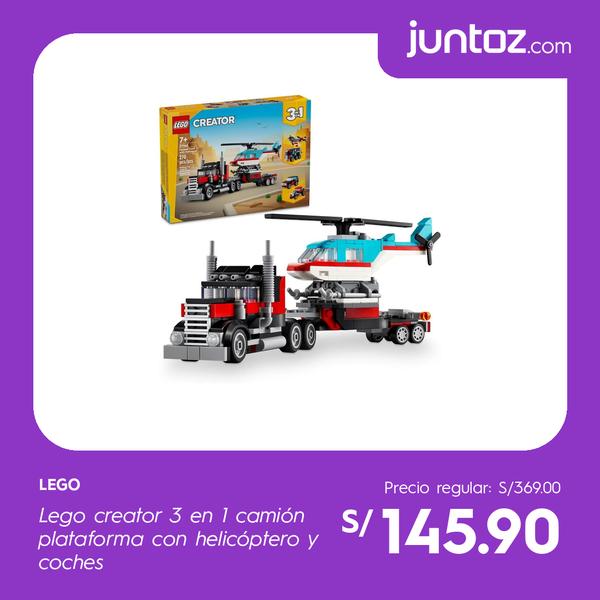 juntoz.com
LEGO
CREATOR
3in1
7+
270
LEGO
Precio regular: S/369.00
Lego creator 3 en 1 camión
plataforma con helicóptero y
coches
S/145.90